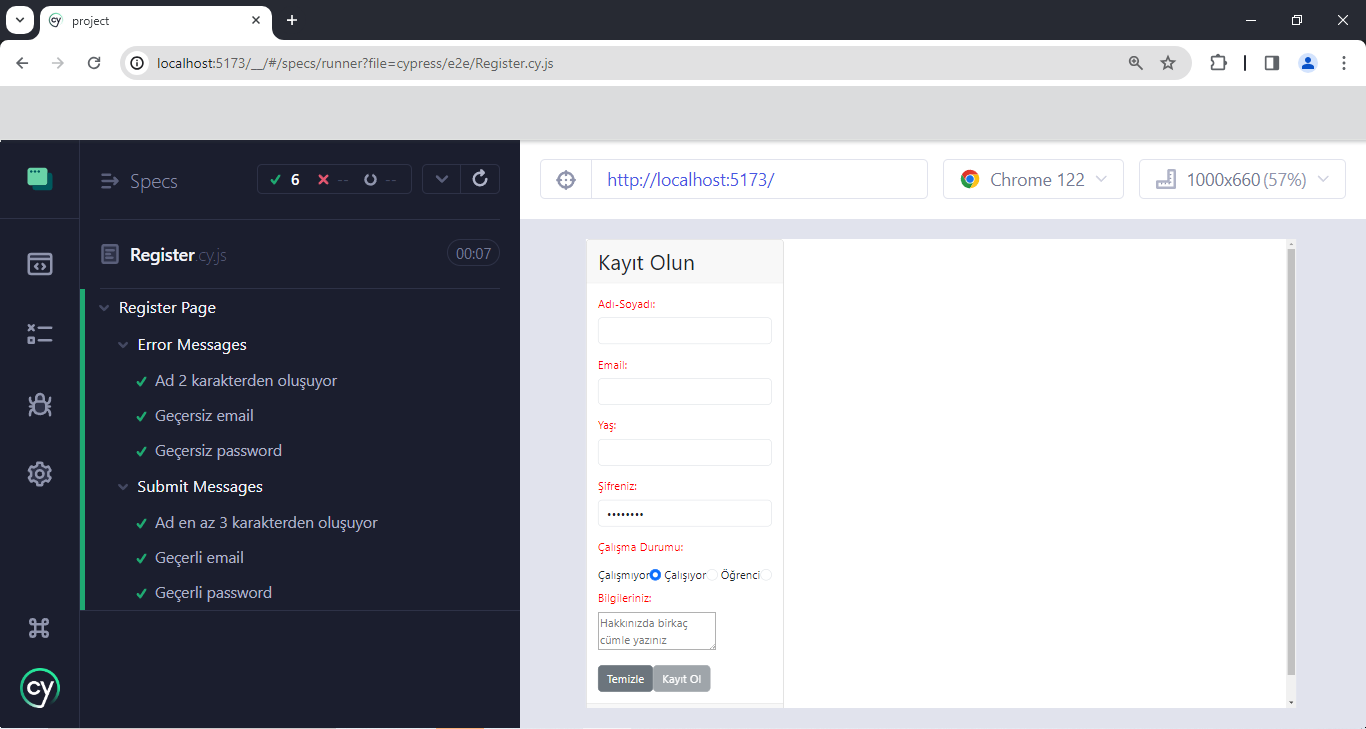 project
localhost:5173/__/#/specs/runner?file=cypress/e2e/Register.cy.js
Specs
6 -- --
http://localhost:5173/
Chrome 122
1000x660 (57%)
Register.cy.js
00:07
Register Page
Error Messages
Ad 2 karakterden oluşuyor
Geçersiz email
Geçersiz password
Submit Messages
Ad en az 3 karakterden oluşuyor
Geçerli email
Geçerli password
cy
Kayıt Olun
Adı-Soyadı:
Email:
Yaş:
Şifreniz:
••••••••
Çalışma Durumu:
Çalışmıyor Çalışıyor Öğrenci
Bilgileriniz:
Hakkınızda birkaç
cümle yazınız
Temizle Kayıt Ol